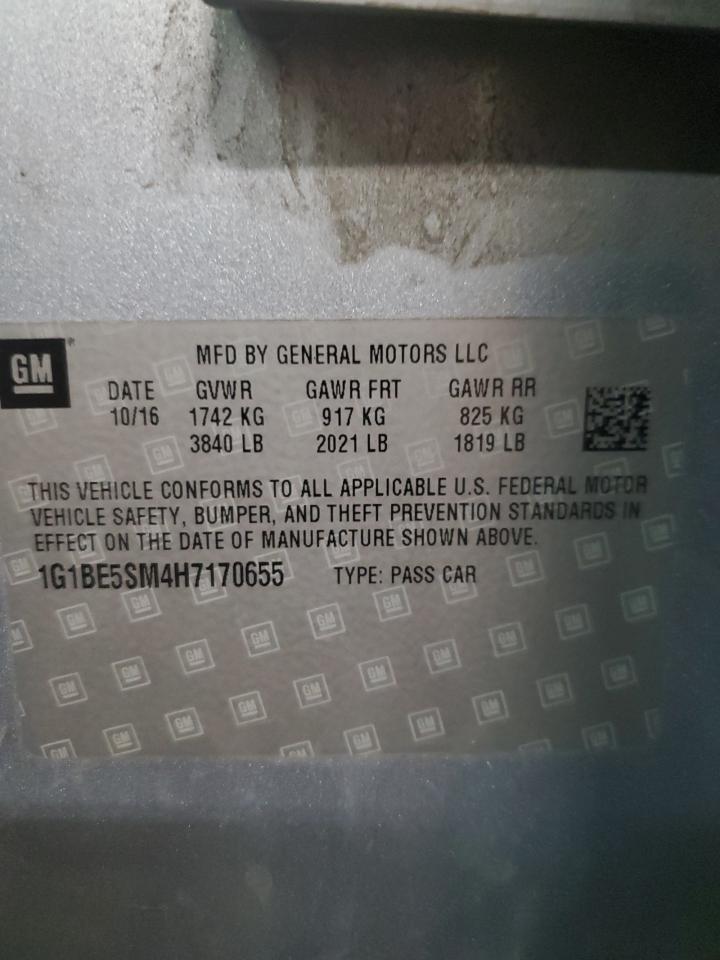 GM
MFD BY GENERAL MOTORS LLC
DATE GVWR GAWR FRT GAWR RR
10/16 1742 KG 917 KG 825 KG
3840 LB 2021 LB 1819 LB
THIS VEHICLE CONFORMS TO ALL APPLICABLE U.S. FEDERAL MOTOR
VEHICLE SAFETY, BUMPER, AND THEFT PREVENTION STANDARDS IN
EFFECT ON THE DATE OF MANUFACTURE SHOWN ABOVE.
1G1BE5SM4H7170655 TYPE: PASS CAR